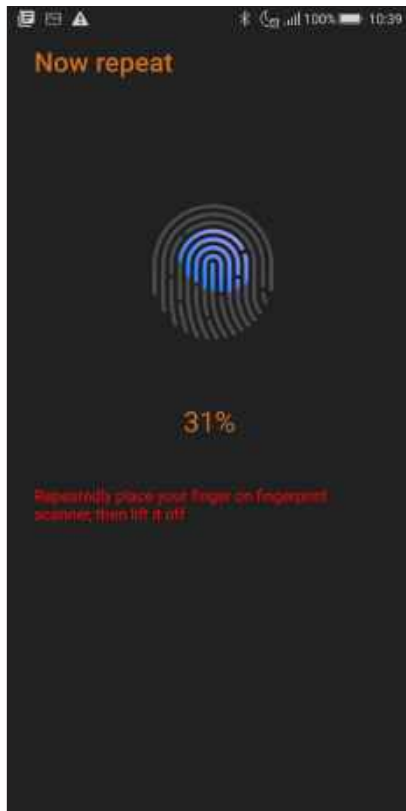 100% 10:39
Now repeat
31%
Repeatedly place your finger on fingerprint
scanner, then lift it off